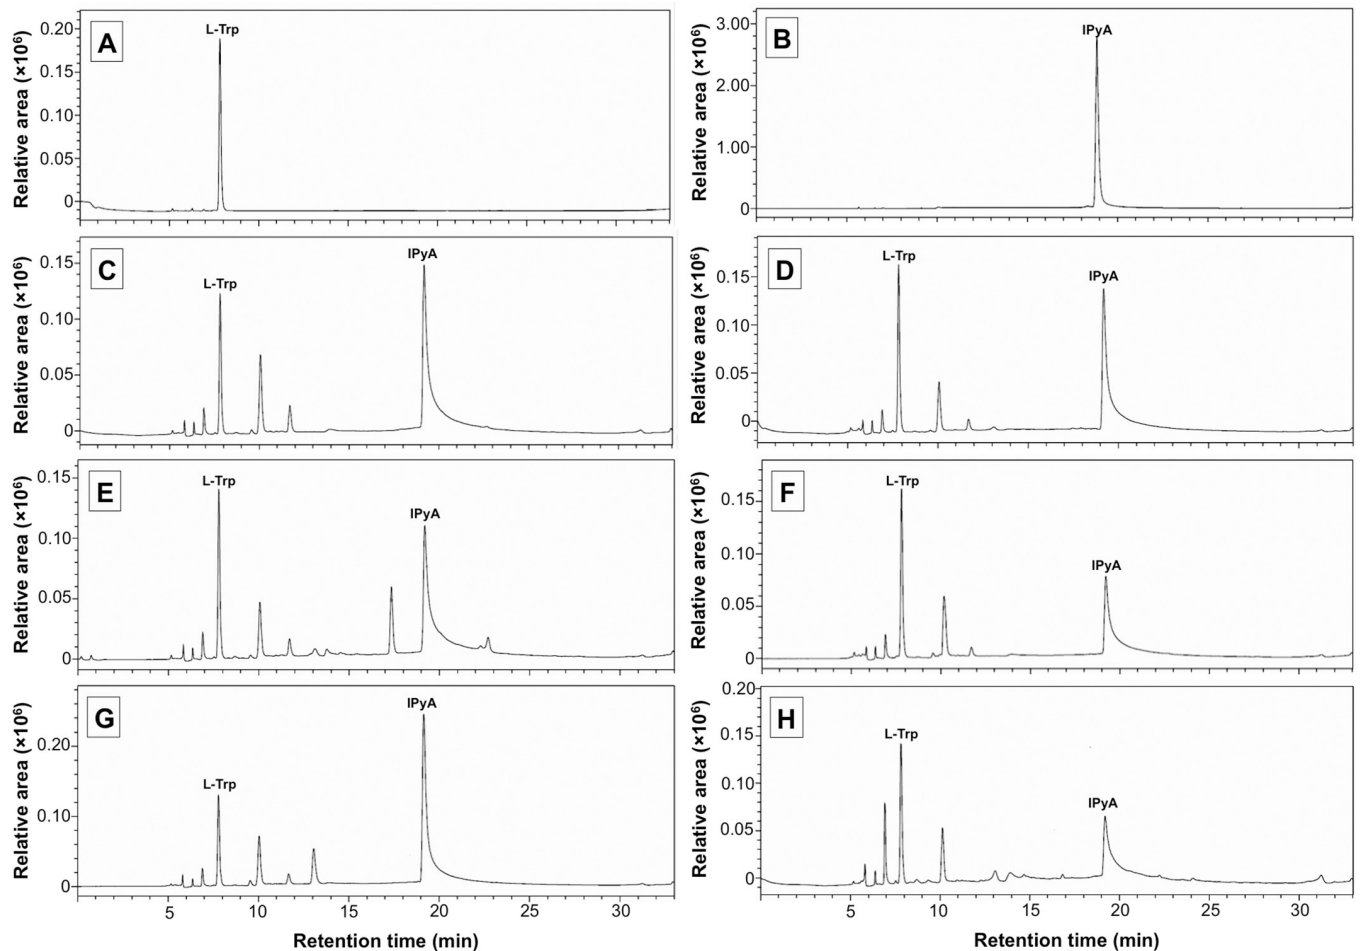 A
L-Trp
Relative area (×10⁶)
0.20
0.15
0.10
0.05
0
B
IPyA
Relative area (×10⁶)
3.00
2.00
1.00
0
C
L-Trp
IPyA
Relative area (×10⁶)
0.15
0.10
0.05
0
D
L-Trp
IPyA
Relative area (×10⁶)
0.15
0.10
0.05
0
E
L-Trp
IPyA
Relative area (×10⁶)
0.15
0.10
0.05
0
F
L-Trp
IPyA
Relative area (×10⁶)
0.15
0.10
0.05
0
G
L-Trp
IPyA
Relative area (×10⁶)
0.20
0.10
0
5 10 15 20 25 30
Retention time (min)
H
L-Trp
IPyA
Relative area (×10⁶)
0.20
0.15
0.10
0.05
0
5 10 15 20 25 30
Retention time (min)